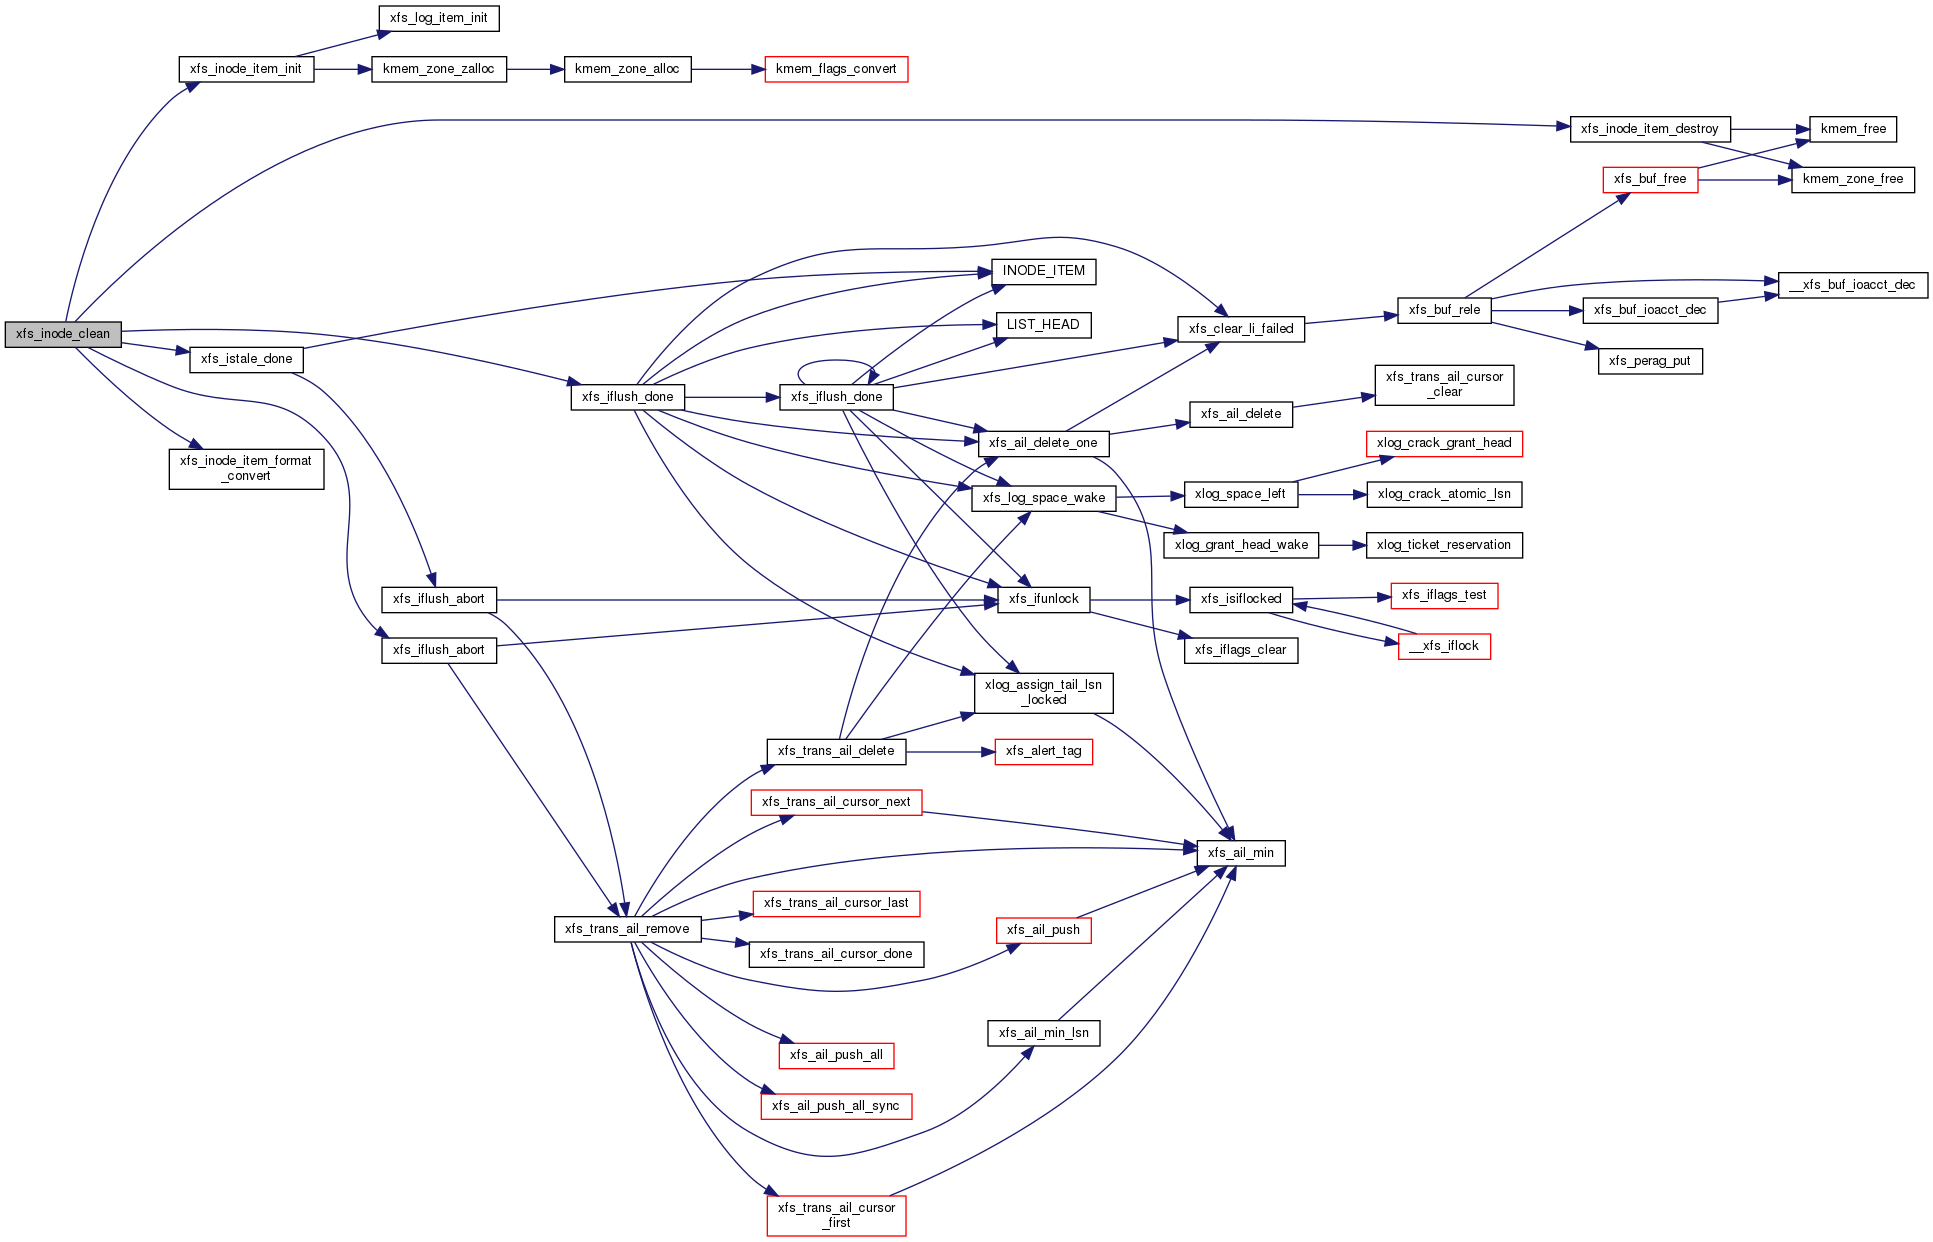 xfs_log_item_init
xfs_inode_item_init
kmem_zone_zalloc
kmem_zone_alloc
kmem_flags_convert
xfs_inode_item_destroy
kmem_free
xfs_buf_free
kmem_zone_free
INODE_ITEM
__xfs_buf_ioacct_dec
xfs_buf_rele
xfs_buf_ioacct_dec
LIST_HEAD
xfs_clear_li_failed
xfs_inode_clean
xfs_istale_done
xfs_perag_put
xfs_iflush_done
xfs_iflush_done
xfs_trans_ail_cursor
_clear
xfs_ail_delete
xfs_ail_delete_one
xlog_crack_grant_head
xfs_inode_item_format
_convert
xfs_log_space_wake
xlog_space_left
xlog_crack_atomic_lsn
xlog_grant_head_wake
xlog_ticket_reservation
xfs_iflush_abort
xfs_ifunlock
xfs_isiflocked
xfs_iflags_test
xfs_iflush_abort
xfs_iflags_clear
__xfs_iflock
xlog_assign_tail_lsn
_locked
xfs_trans_ail_delete
xfs_alert_tag
xfs_trans_ail_cursor_next
xfs_ail_min
xfs_trans_ail_cursor_last
xfs_trans_ail_remove
xfs_ail_push
xfs_trans_ail_cursor_done
xfs_ail_min_lsn
xfs_ail_push_all
xfs_ail_push_all_sync
xfs_trans_ail_cursor
_first